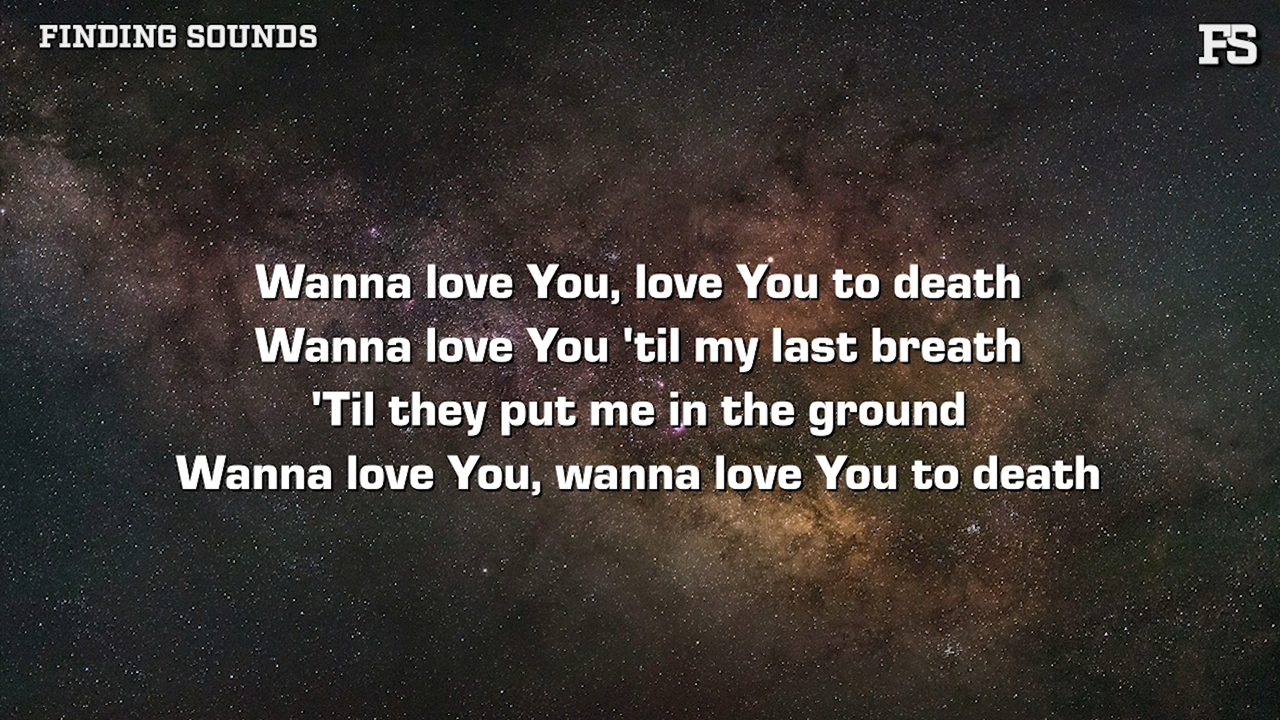 FINDING SOUNDS
FS
Wanna love You, love You to death
Wanna love You 'til my last breath
'Til they put me in the ground
Wanna love You, wanna love You to death